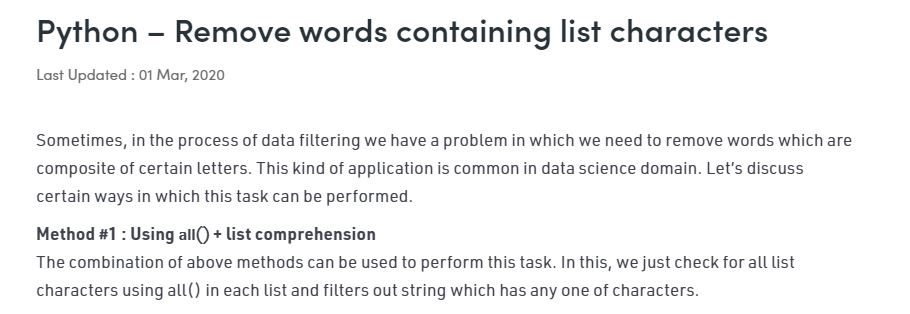 Python – Remove words containing list characters
Last Updated : 01 Mar, 2020
Sometimes, in the process of data filtering we have a problem in which we need to remove words which are
composite of certain letters. This kind of application is common in data science domain. Let’s discuss
certain ways in which this task can be performed.
Method #1 : Using all() + list comprehension
The combination of above methods can be used to perform this task. In this, we just check for all list
characters using all() in each list and filters out string which has any one of characters.